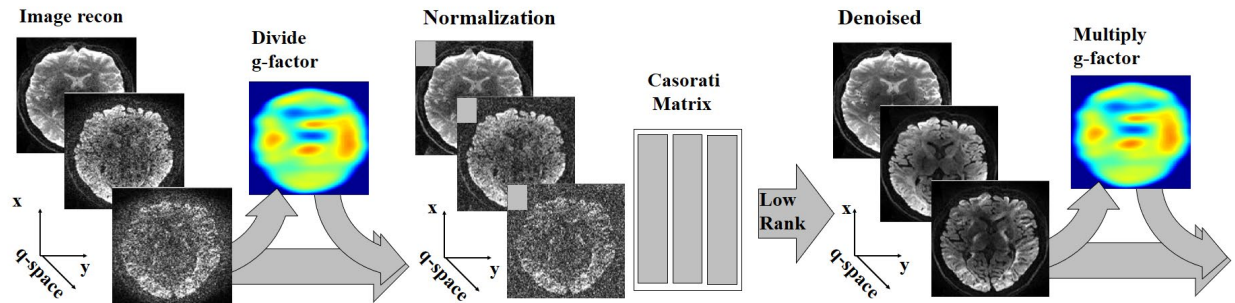 Image recon
Divide
g-factor
x
y
q-space
Normalization
x
y
q-space
Casorati
Matrix
Low
Rank
Denoised
x
y
q-space
Multiply
g-factor